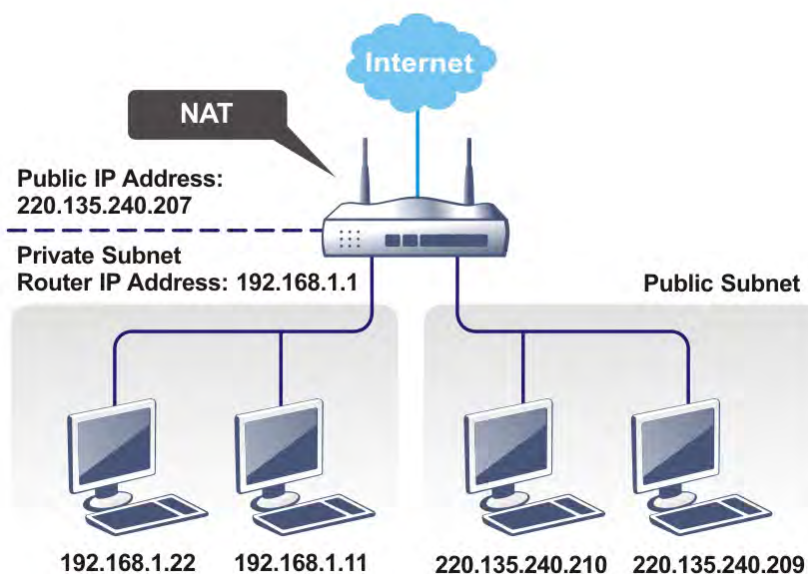 Internet
NAT
Public IP Address:
220.135.240.207
Private Subnet
Router IP Address: 192.168.1.1
Public Subnet
192.168.1.22
192.168.1.11
220.135.240.210
220.135.240.209